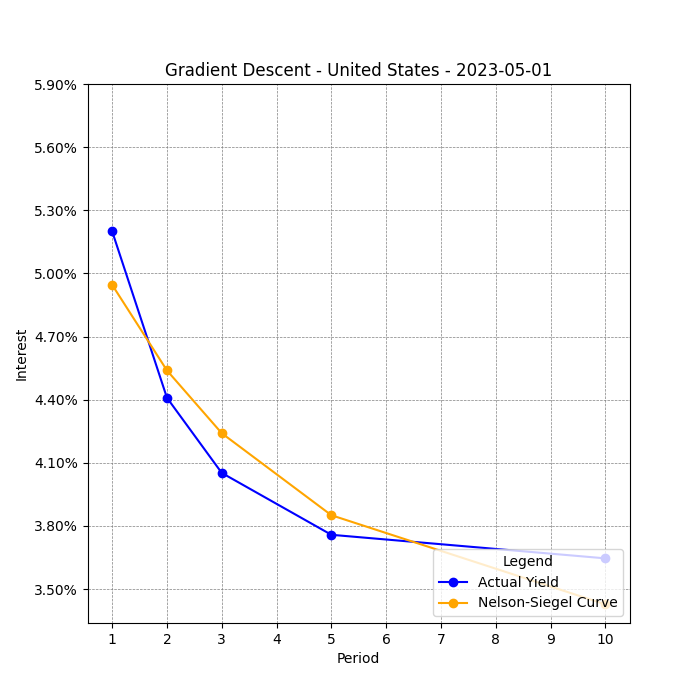 Gradient Descent - United States - 2023-05-01
5.90%
5.60%
5.30%
5.00%
4.70%
4.40%
4.10%
3.80%
3.50%
Interest
Legend
Actual Yield
Nelson-Siegel Curve
1 2 3 4 5 6 7 8 9 10
Period